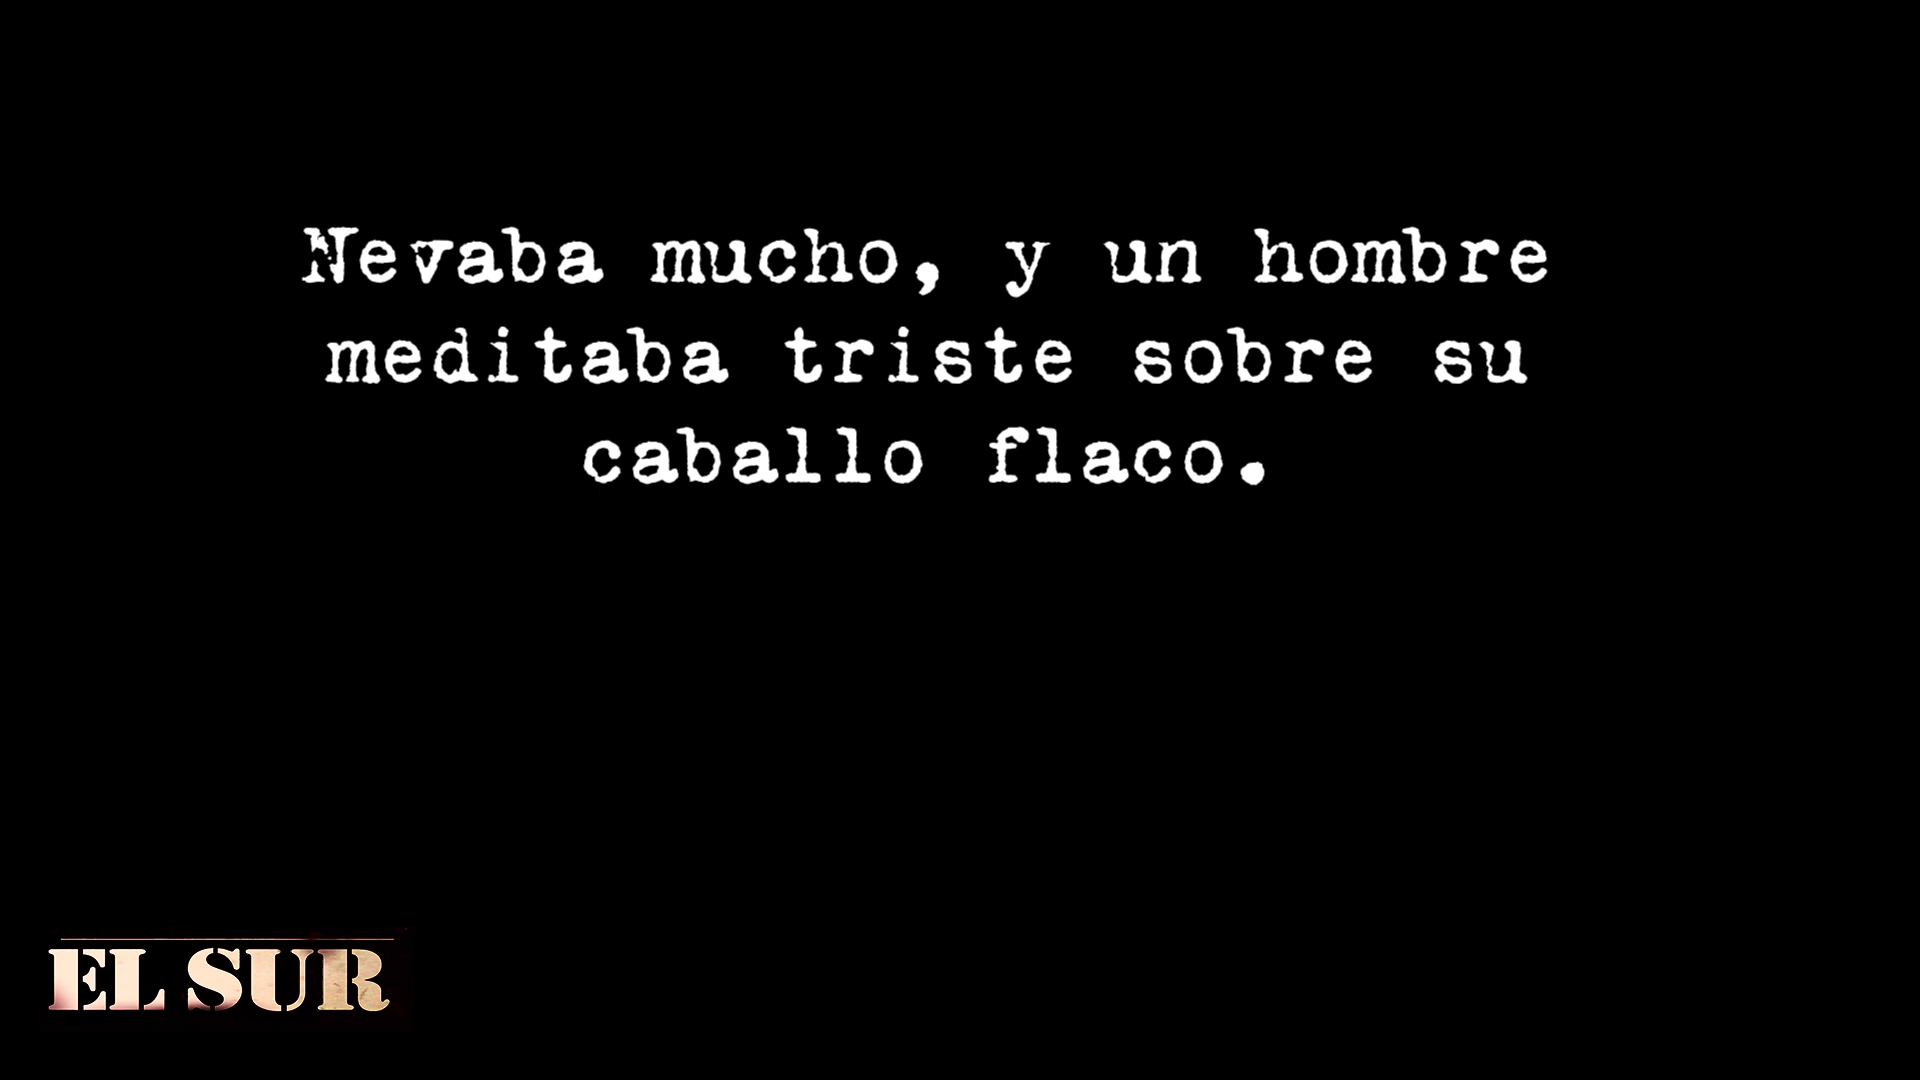 Nevaba mucho, y un hombre
meditaba triste sobre su
caballo flaco.
EL SUR